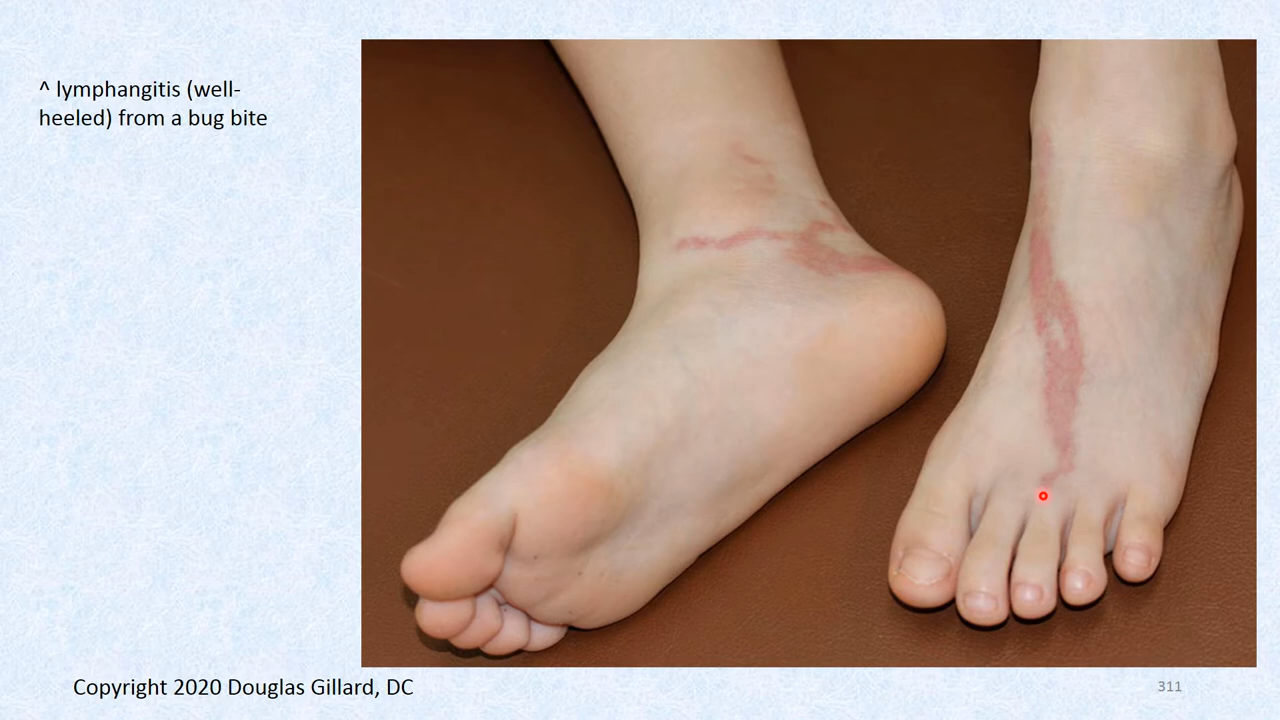 ^ lymphangitis (well-
heeled) from a bug bite
Copyright 2020 Douglas Gillard, DC
311